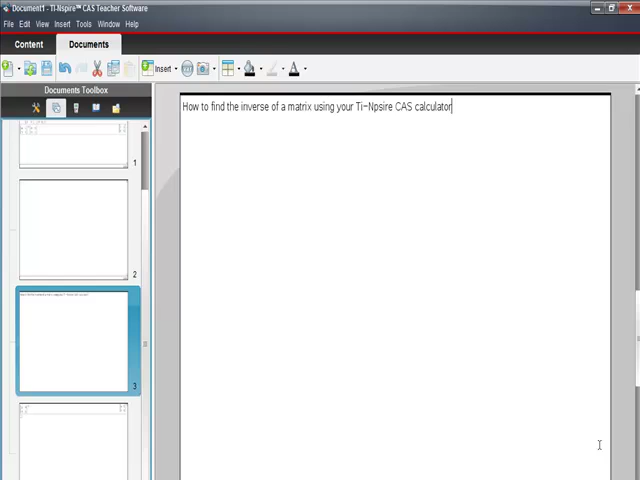 Document1 - TI-Nspire™ CAS Teacher Software
File Edit View Insert Tools Window Help
Content Documents
Insert A
Documents Toolbox
How to find the inverse of a matrix using your Ti-Npsire CAS calculator
1
2
3